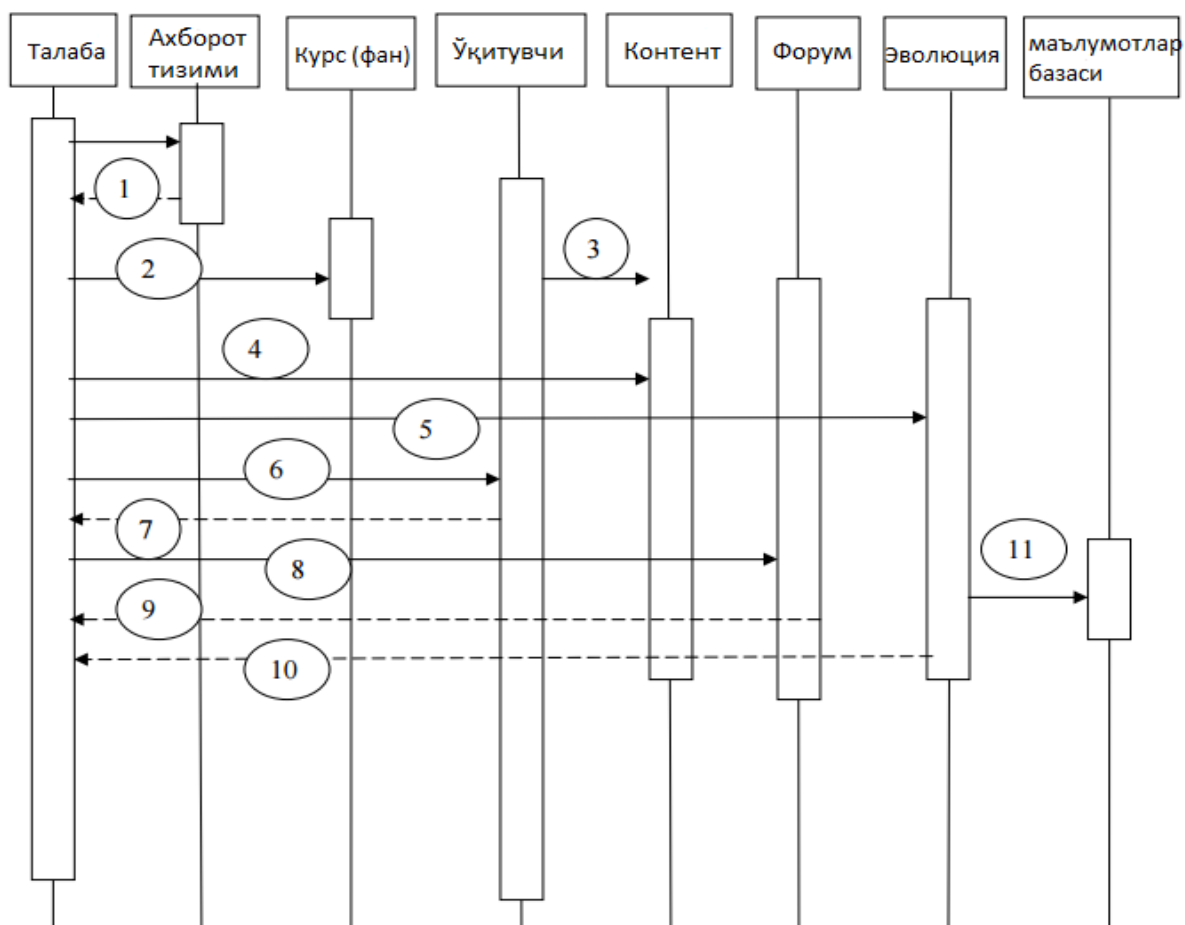 Талаба
Ахборот
тизими
Курс (фан)
Ўқитувчи
Контент
Форум
Эволюция
маълумотлар
базаси
1
2
3
4
5
6
7
8
9
10
11